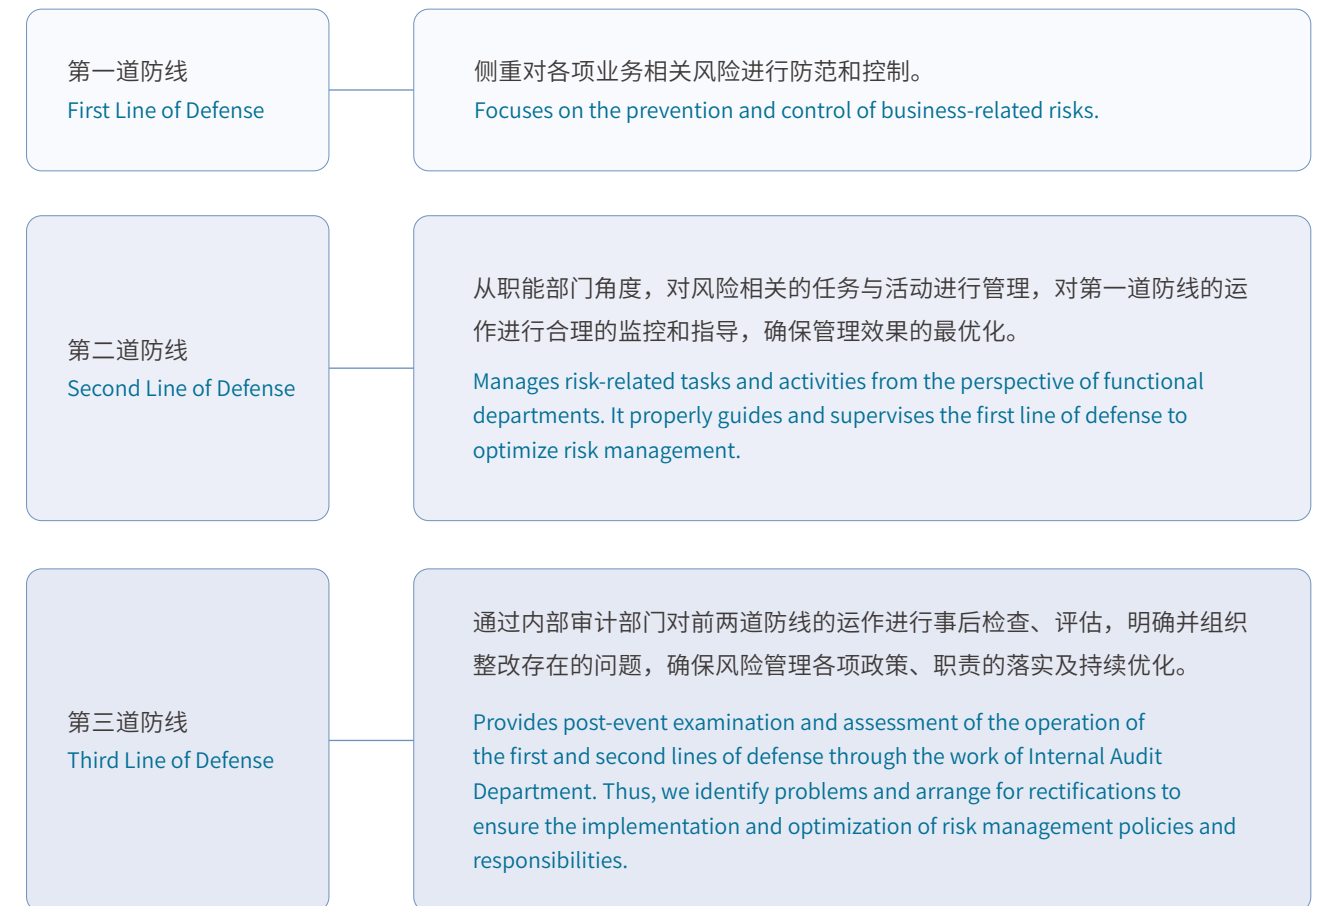 第一道防线
First Line of Defense
侧重对各项业务相关风险进行防范和控制。
Focuses on the prevention and control of business-related risks.
第二道防线
Second Line of Defense
从职能部门角度，对风险相关的任务与活动进行管理，对第一道防线的运
作进行合理的监控和指导，确保管理效果的最优化。
Manages risk-related tasks and activities from the perspective of functional
departments. It properly guides and supervises the first line of defense to
optimize risk management.
第三道防线
Third Line of Defense
通过内部审计部门对前两道防线的运作进行事后检查、评估，明确并组织
整改存在的问题，确保风险管理各项政策、职责的落实及持续优化。
Provides post-event examination and assessment of the operation of
the first and second lines of defense through the work of Internal Audit
Department. Thus, we identify problems and arrange for rectifications to
ensure the implementation and optimization of risk management policies and
responsibilities.